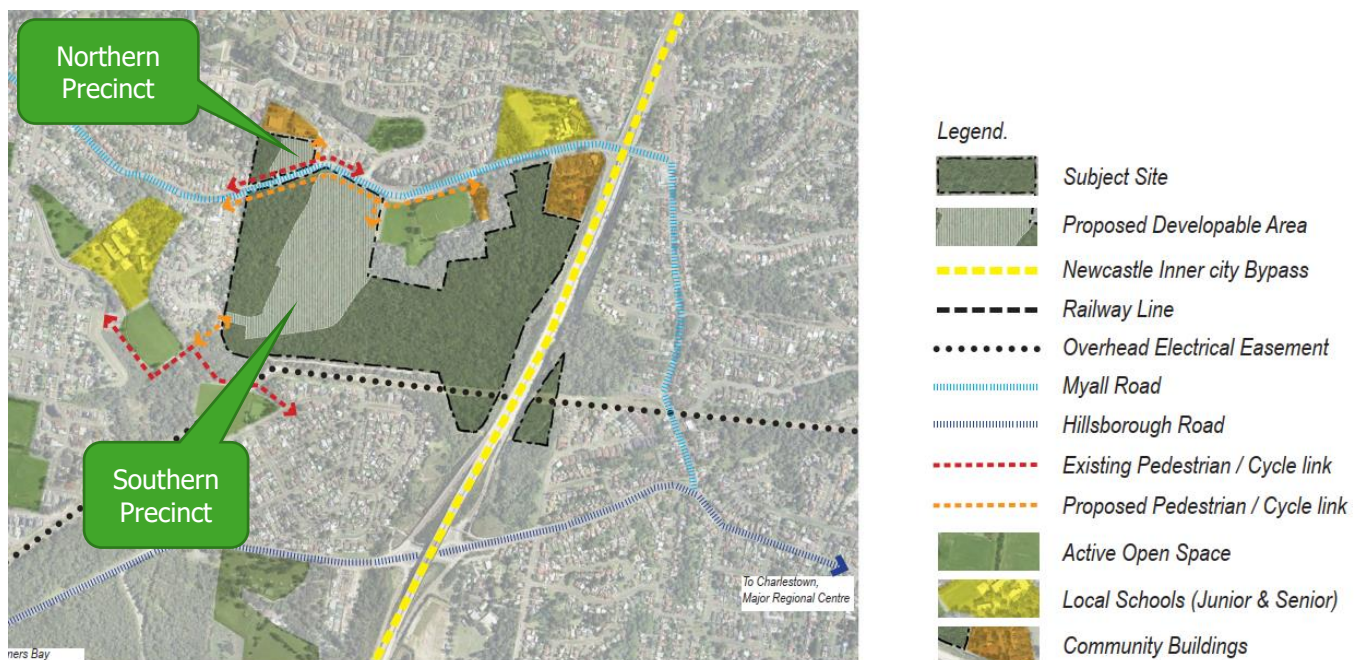 Northern
Precinct
Southern
Precinct
To Charlestown,
Major Regional Centre
ners Bay
Legend.
Subject Site
Proposed Developable Area
Newcastle Inner city Bypass
Railway Line
Overhead Electrical Easement
Myall Road
Hillsborough Road
Existing Pedestrian / Cycle link
Proposed Pedestrian / Cycle link
Active Open Space
Local Schools (Junior & Senior)
Community Buildings